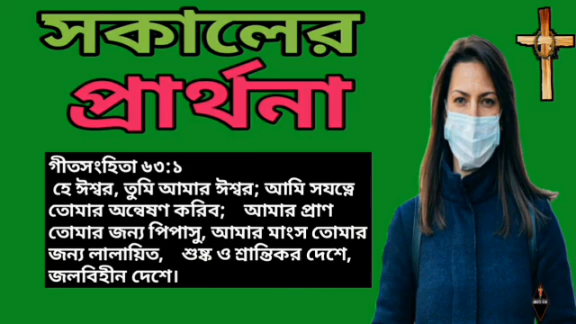 সকালের
প্রার্থনা
গীতসংহিতা ৬৩:১
হে ঈশ্বর, তুমি আমার ঈশ্বর; আমি সযত্নে
তোমার অন্বেষণ করিব; আমার প্রাণ
তোমার জন্য পিপাসু, আমার মাংস তোমার
জন্য লালায়িত, শুষ্ক ও শ্রান্তিকর দেশে,
জলবিহীন দেশে।